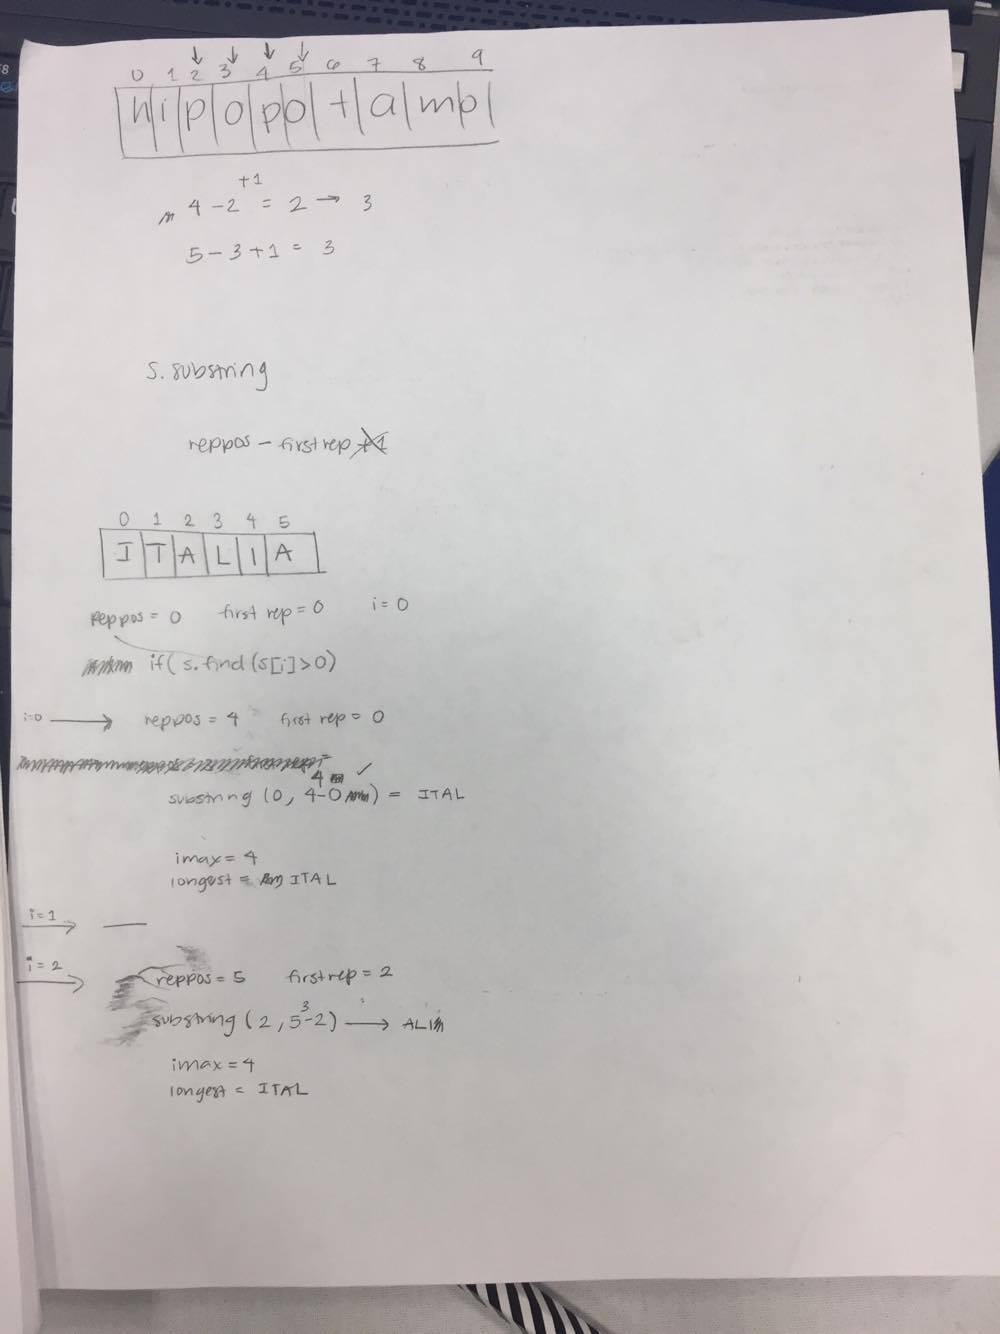 0 1 2 3 4 5 6 7 8 9
h i p o p o t a m p
+1
4 - 2 = 2 → 3
5 - 3 + 1 = 3
s. substring
reppos - firstrep +1
0 1 2 3 4 5
I T A L I A
reppos = 0 first rep = 0 i = 0
if( s.find(s[i]>0)
i=0 → reppos = 4 first rep = 0
4 ✓
substring (0, 4-0) = ITAL
imax = 4
longest = ITAL
i=1 → —
i=2 → reppos = 5 firstrep = 2
3
substring (2, 5-2) → ALI
imax = 4
longest = ITAL